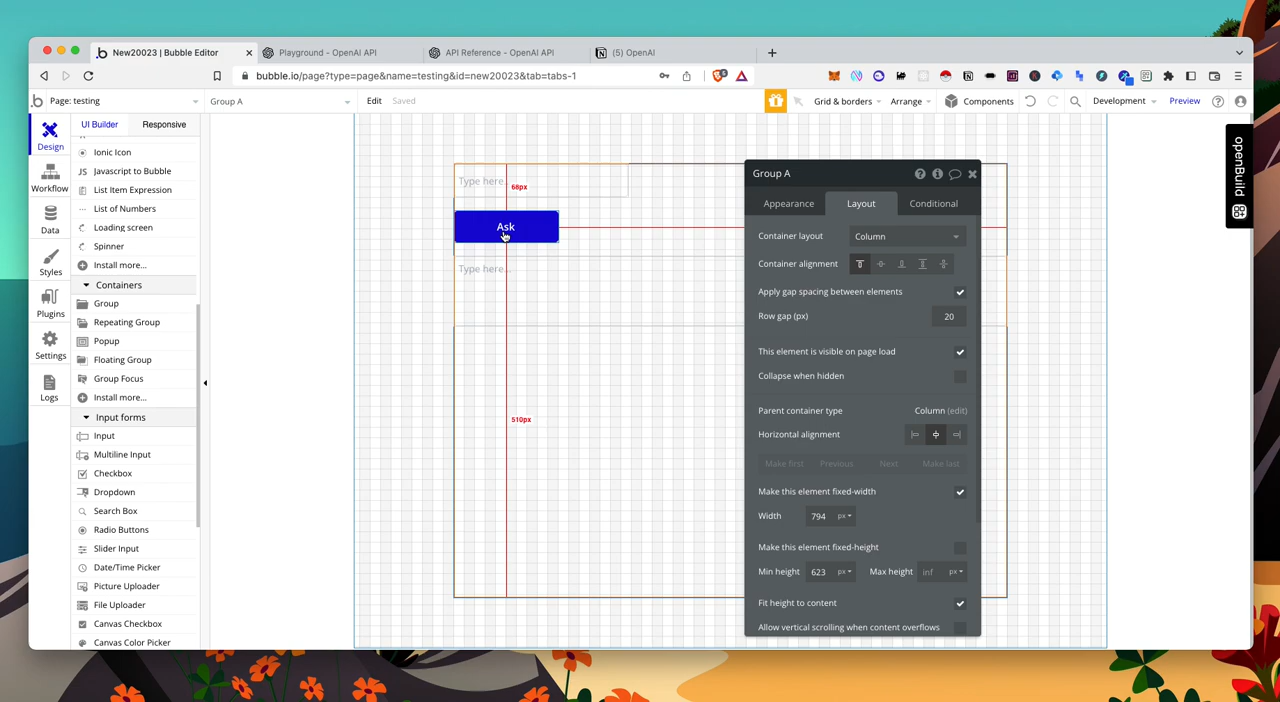 New20023 | Bubble Editor
Playground - OpenAI API
API Reference - OpenAI API
(5) OpenAI
bubble.io/page?type=page&name=testing&id=new20023&tab=tabs-1
Page: testing
Group A
Edit
Saved
Grid & borders
Arrange
Components
Development
Preview
Design
Workflow
Data
Styles
Plugins
Settings
Logs
UI Builder
Responsive
Ionic Icon
JS Javascript to Bubble
List Item Expression
List of Numbers
Loading screen
Spinner
Install more...
Containers
Group
Repeating Group
Popup
Floating Group
Group Focus
Install more...
Input forms
Input
Multiline Input
Checkbox
Dropdown
Search Box
Radio Buttons
Slider Input
Date/Time Picker
Picture Uploader
File Uploader
Canvas Checkbox
Canvas Color Picker
Type here...
68px
Ask
Type here...
510px
Group A
Appearance
Layout
Conditional
Container layout
Column
Container alignment
Apply gap spacing between elements
Row gap (px)
20
This element is visible on page load
Collapse when hidden
Parent container type
Column (edit)
Horizontal alignment
Make first
Previous
Next
Make last
Make this element fixed-width
Width
794
px
Make this element fixed-height
Min height
623
px
Max height
inf
px
Fit height to content
Allow vertical scrolling when content overflows
openBuild